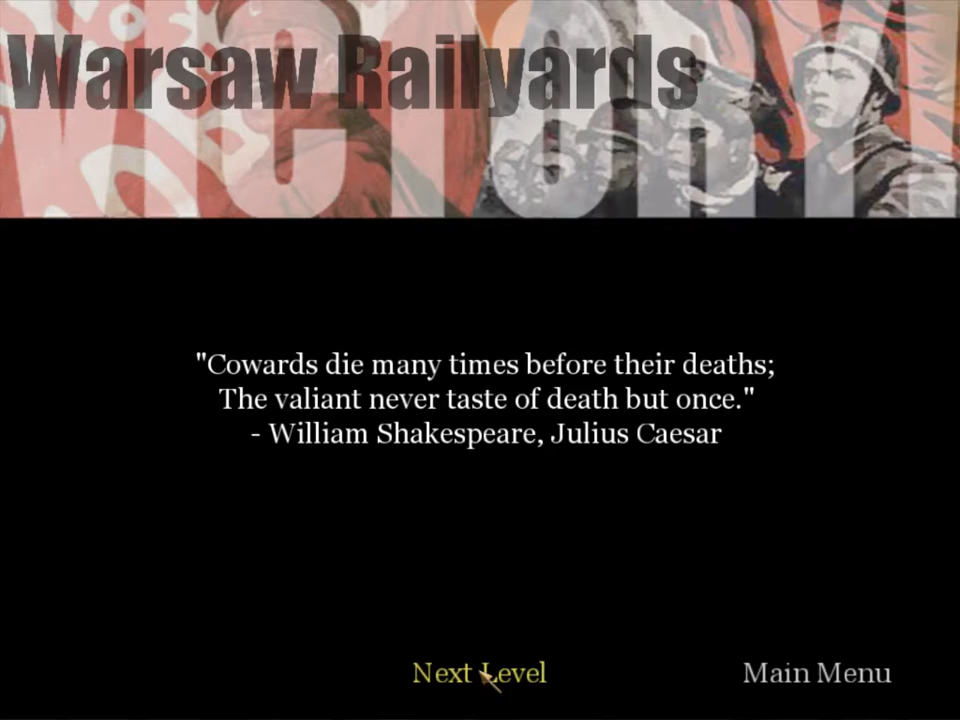 Warsaw Railyards
VICTORY!
"Cowards die many times before their deaths;
The valiant never taste of death but once."
- William Shakespeare, Julius Caesar
Next Level
Main Menu